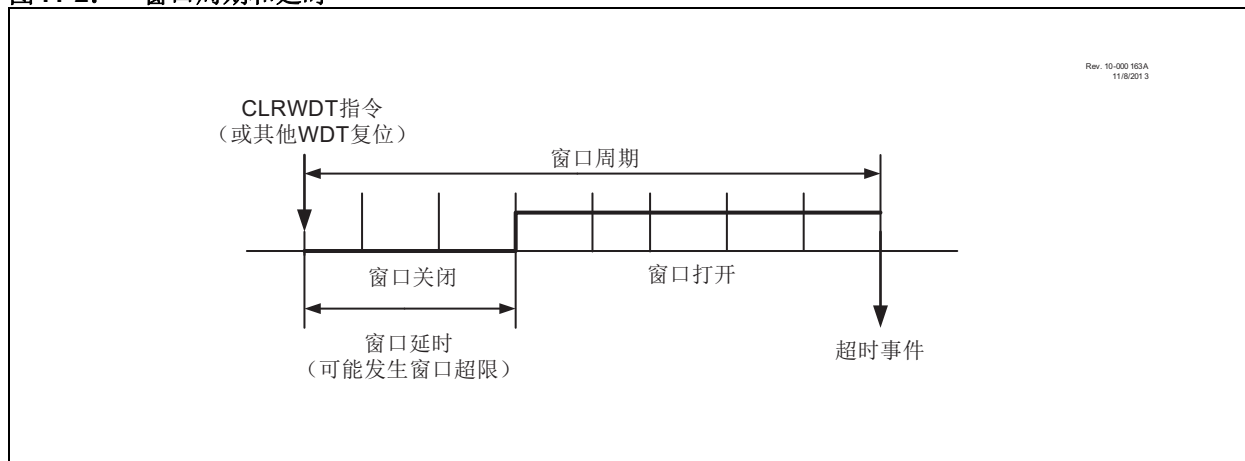 Rev. 10-000 163A
11/8/201 3
CLRWDT指令
（或其他WDT复位）
窗口周期
窗口关闭
窗口打开
窗口延时
（可能发生窗口超限）
超时事件